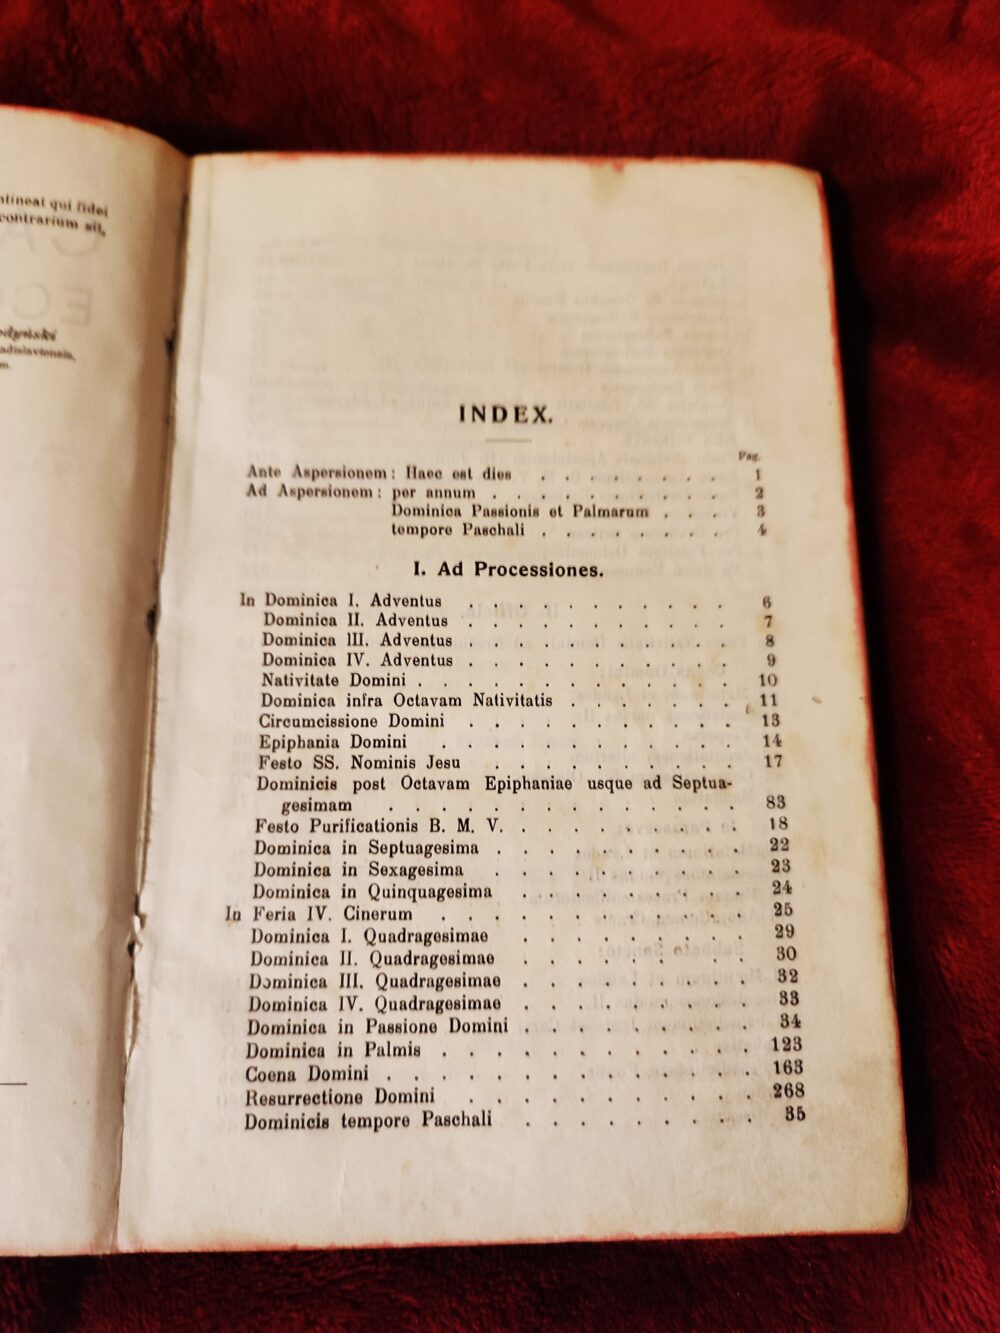 qui fidei
contrarium sit,
INDEX.
Pag.
Ante Aspersionem: Haec est dies . . . . . . . 1
Ad Aspersionem: per annum . . . . . . . . . . 2
Dominica Passionis et Palmarum . . . 3
tempore Paschali . . . . . . . . 4
I. Ad Processiones.
In Dominica I. Adventus . . . . . . . . . . . 6
Dominica II. Adventus . . . . . . . . . . . 7
Dominica III. Adventus . . . . . . . . . . . 8
Dominica IV. Adventus . . . . . . . . . . . 9
Nativitate Domini . . . . . . . . . . . . . 10
Dominica infra Octavam Nativitatis . . . . . . . 11
Circumcissione Domini . . . . . . . . . . . 13
Epiphania Domini . . . . . . . . . . . . 14
Festo SS. Nominis Jesu . . . . . . . . . . 17
Dominicis post Octavam Epiphaniae usque ad Septua-
gesimam . . . . . . . . . . . . . . 83
Festo Purificationis B. M. V. . . . . . . . . . 18
Dominica in Septuagesima . . . . . . . . . . 22
Dominica in Sexagesima . . . . . . . . . . 23
Dominica in Quinquagesima . . . . . . . . . 24
In Feria IV. Cinerum . . . . . . . . . . . . 25
Dominica I. Quadragesimae . . . . . . . . . 29
Dominica II. Quadragesimae . . . . . . . . . 30
Dominica III. Quadragesimae . . . . . . . . . 32
Dominica IV. Quadragesimae . . . . . . . . . 33
Dominica in Passione Domini . . . . . . . . . 34
Dominica in Palmis . . . . . . . . . . . . 123
Coena Domini . . . . . . . . . . . . . . 163
Resurrectione Domini . . . . . . . . . . . 268
Dominicis tempore Paschali . . . . . . . . . 35